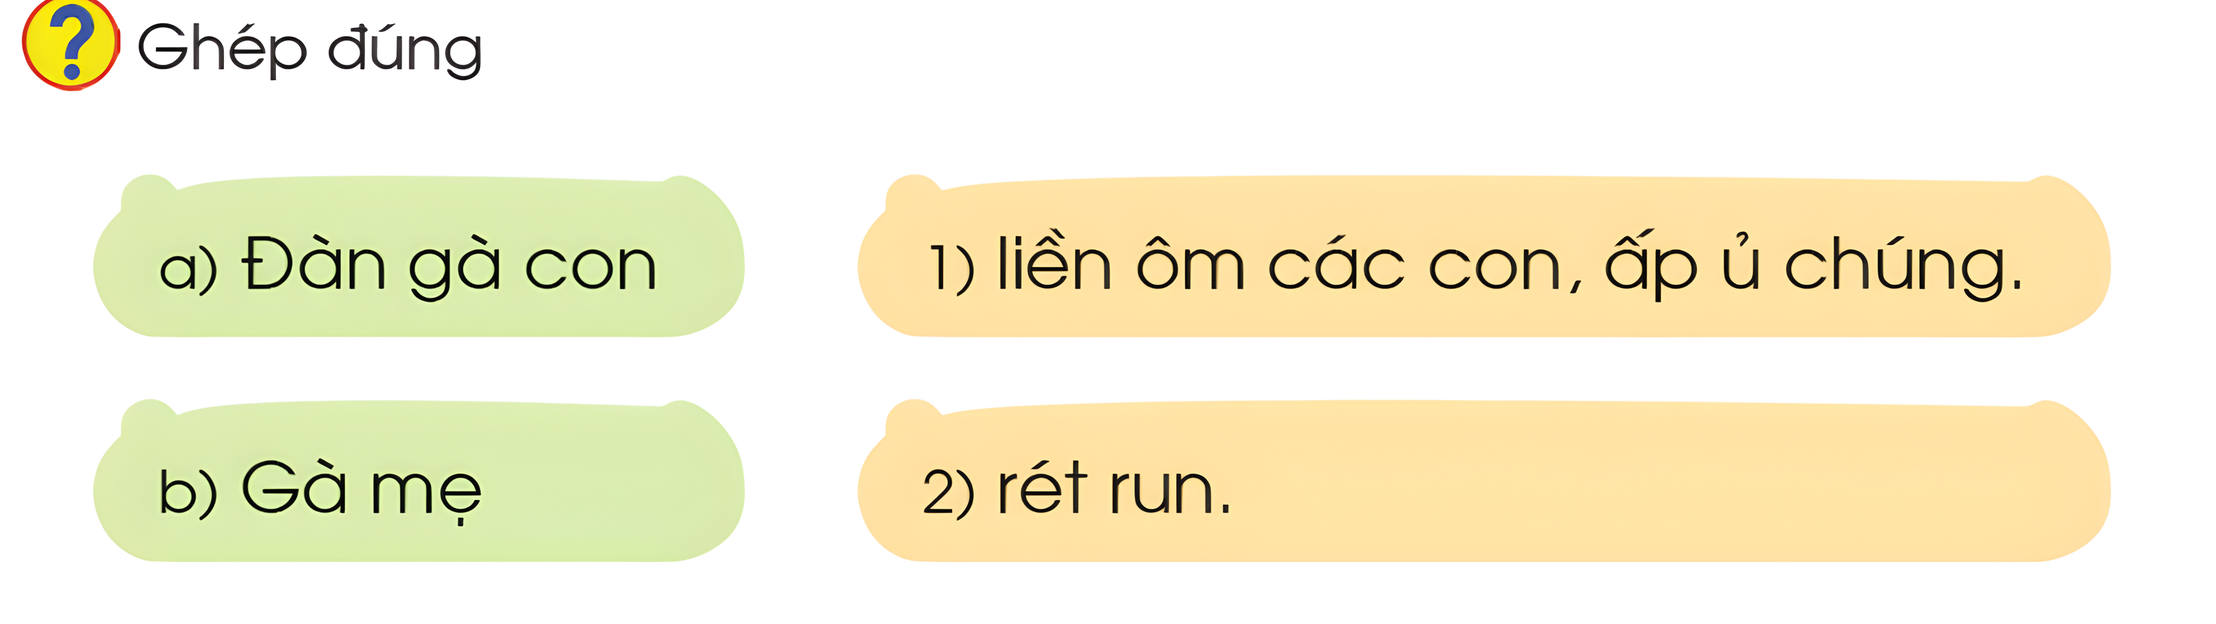 ? Ghép đúng
a) Đàn gà con
1) liền ôm các con, ấp ủ chúng.
b) Gà mẹ
2) rét run.